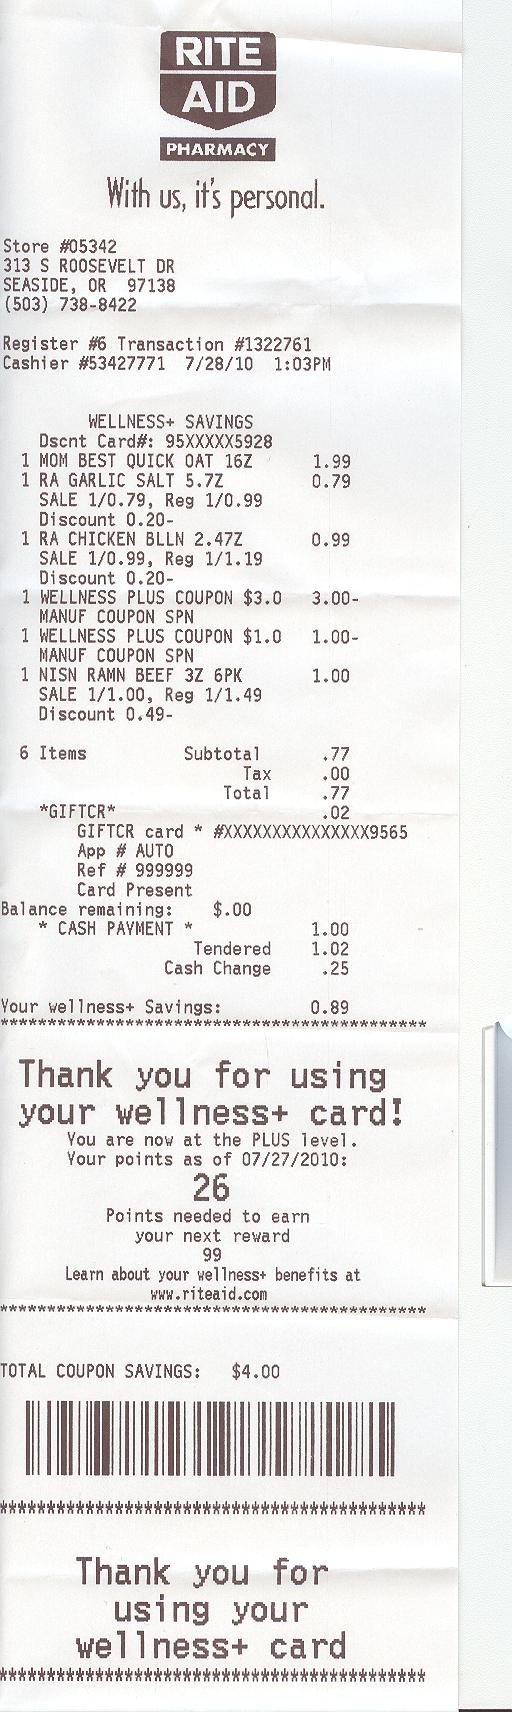 RITE
AID
PHARMACY
With us, it's personal.
Store #05342
313 S ROOSEVELT DR
SEASIDE, OR 97138
(503) 738-8422
Register #6 Transaction #1322761
Cashier #53427771 7/28/10 1:03PM
WELLNESS+ SAVINGS
Dscnt Card#: 95XXXXX5928
1 MOM BEST QUICK OAT 16Z 1.99
1 RA GARLIC SALT 5.7Z 0.79
SALE 1/0.79, Reg 1/0.99
Discount 0.20-
1 RA CHICKEN BLLN 2.47Z 0.99
SALE 1/0.99, Reg 1/1.19
Discount 0.20-
1 WELLNESS PLUS COUPON $3.0 3.00-
MANUF COUPON SPN
1 WELLNESS PLUS COUPON $1.0 1.00-
MANUF COUPON SPN
1 NISN RAMN BEEF 3Z 6PK 1.00
SALE 1/1.00, Reg 1/1.49
Discount 0.49-
6 Items Subtotal .77
Tax .00
Total .77
*GIFTCR* .02
GIFTCR card * #XXXXXXXXXXXXXXX9565
App # AUTO
Ref # 999999
Card Present
Balance remaining: $.00
* CASH PAYMENT * 1.00
Tendered 1.02
Cash Change .25
Your wellness+ Savings: 0.89
********************************************
Thank you for using
your wellness+ card!
You are now at the PLUS level.
Your points as of 07/27/2010:
26
Points needed to earn
your next reward
99
Learn about your wellness+ benefits at
www.riteaid.com
********************************************
TOTAL COUPON SAVINGS: $4.00
********************************************
Thank you for
using your
wellness+ card
********************************************